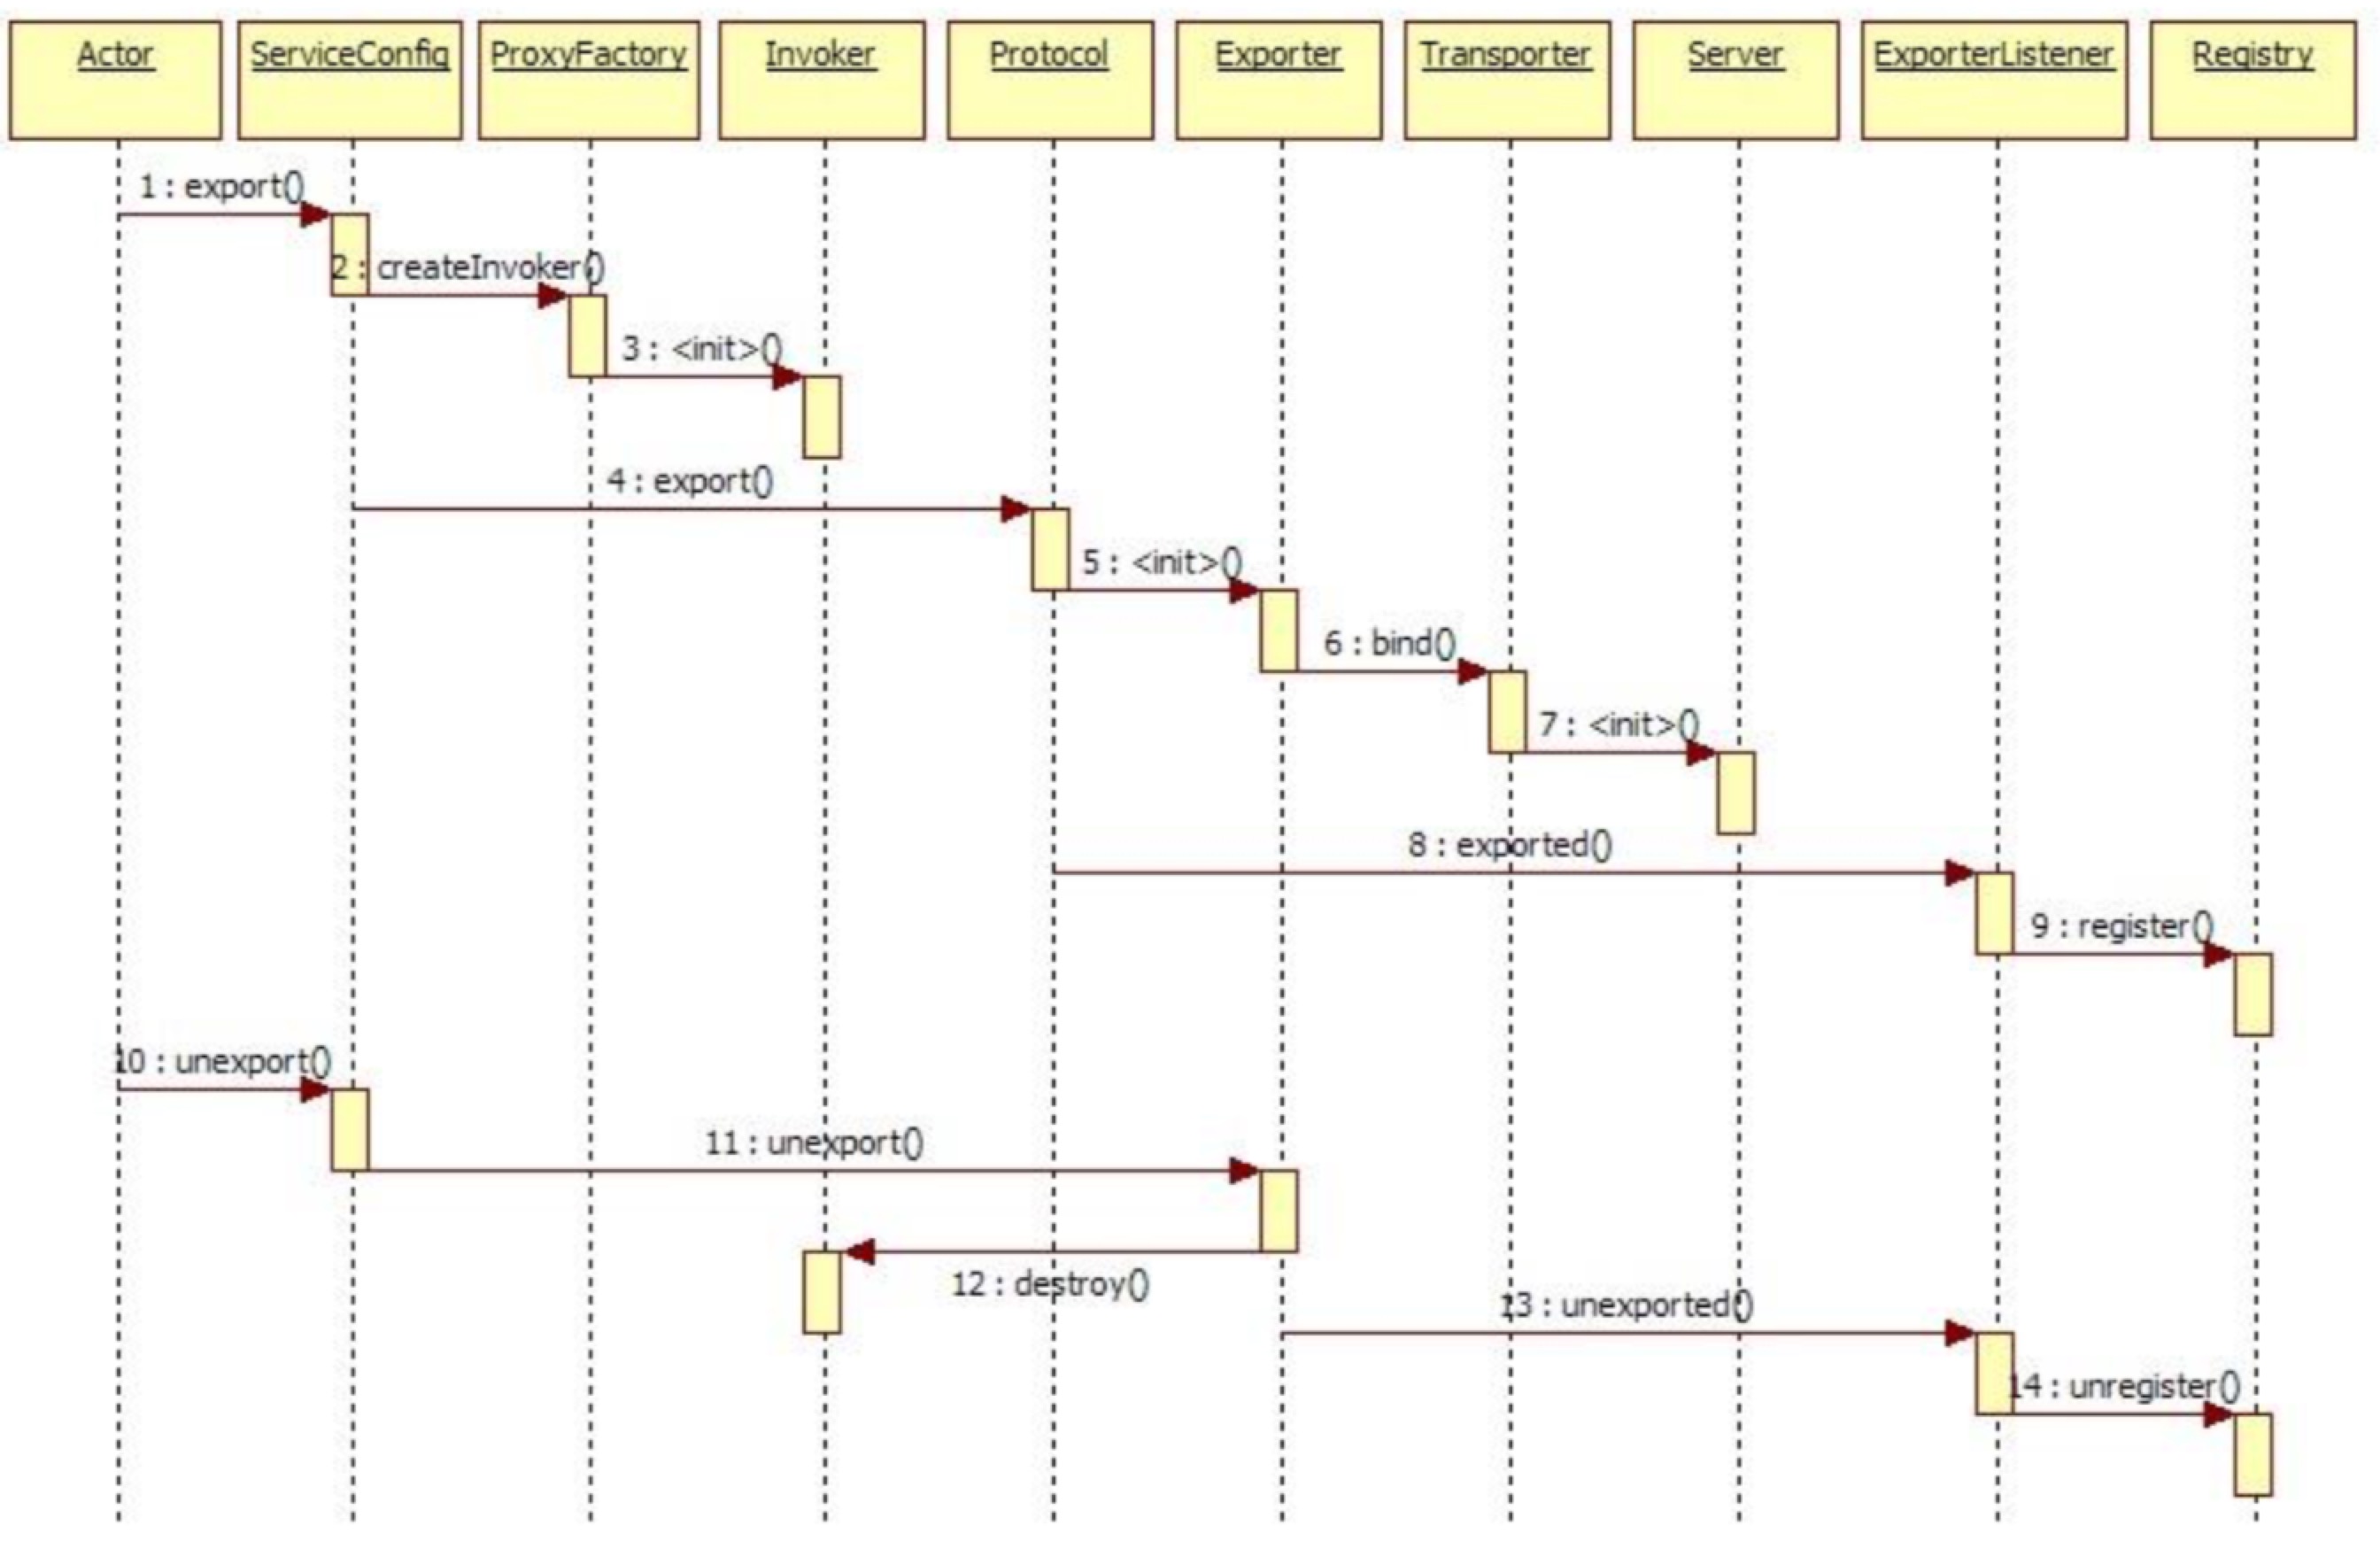 Actor
ServiceConfig
ProxyFactory
Invoker
Protocol
Exporter
Transporter
Server
ExporterListener
Registry
1 : export()
2 : createInvoker()
3 : <init>()
4 : export()
5 : <init>()
6 : bind()
7 : <init>()
8 : exported()
9 : register()
10 : unexport()
11 : unexport()
12 : destroy()
13 : unexported()
14 : unregister()